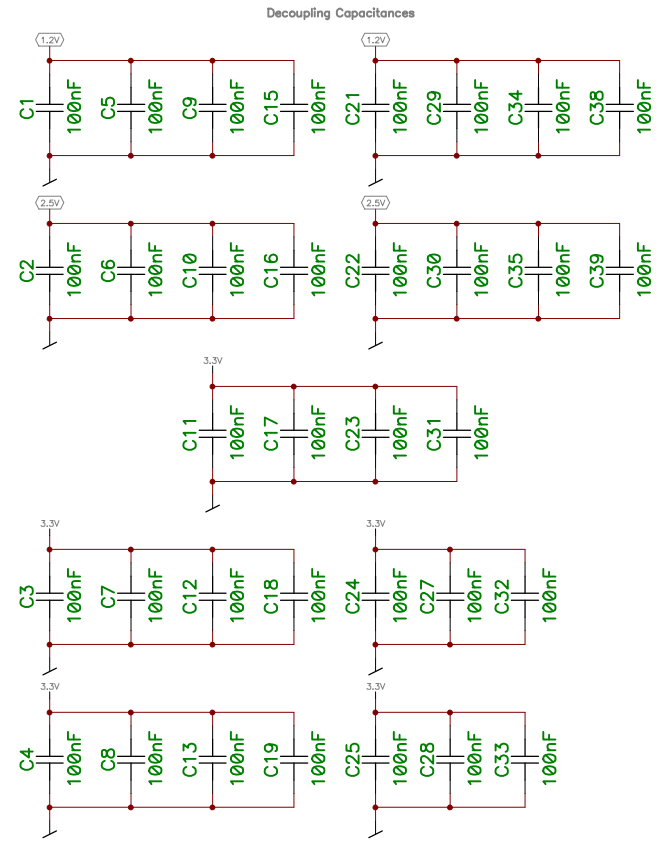 Decoupling Capacitances
1.2V
1.2V
C1 100nF C5 100nF C9 100nF C15 100nF C21 100nF C29 100nF C34 100nF C38 100nF
2.5V
2.5V
C2 100nF C6 100nF C10 100nF C16 100nF C22 100nF C30 100nF C35 100nF C39 100nF
3.3V
C11 100nF C17 100nF C23 100nF C31 100nF
3.3V
3.3V
C3 100nF C7 100nF C12 100nF C18 100nF C24 100nF C27 100nF C32 100nF
3.3V
3.3V
C4 100nF C8 100nF C13 100nF C19 100nF C25 100nF C28 100nF C33 100nF